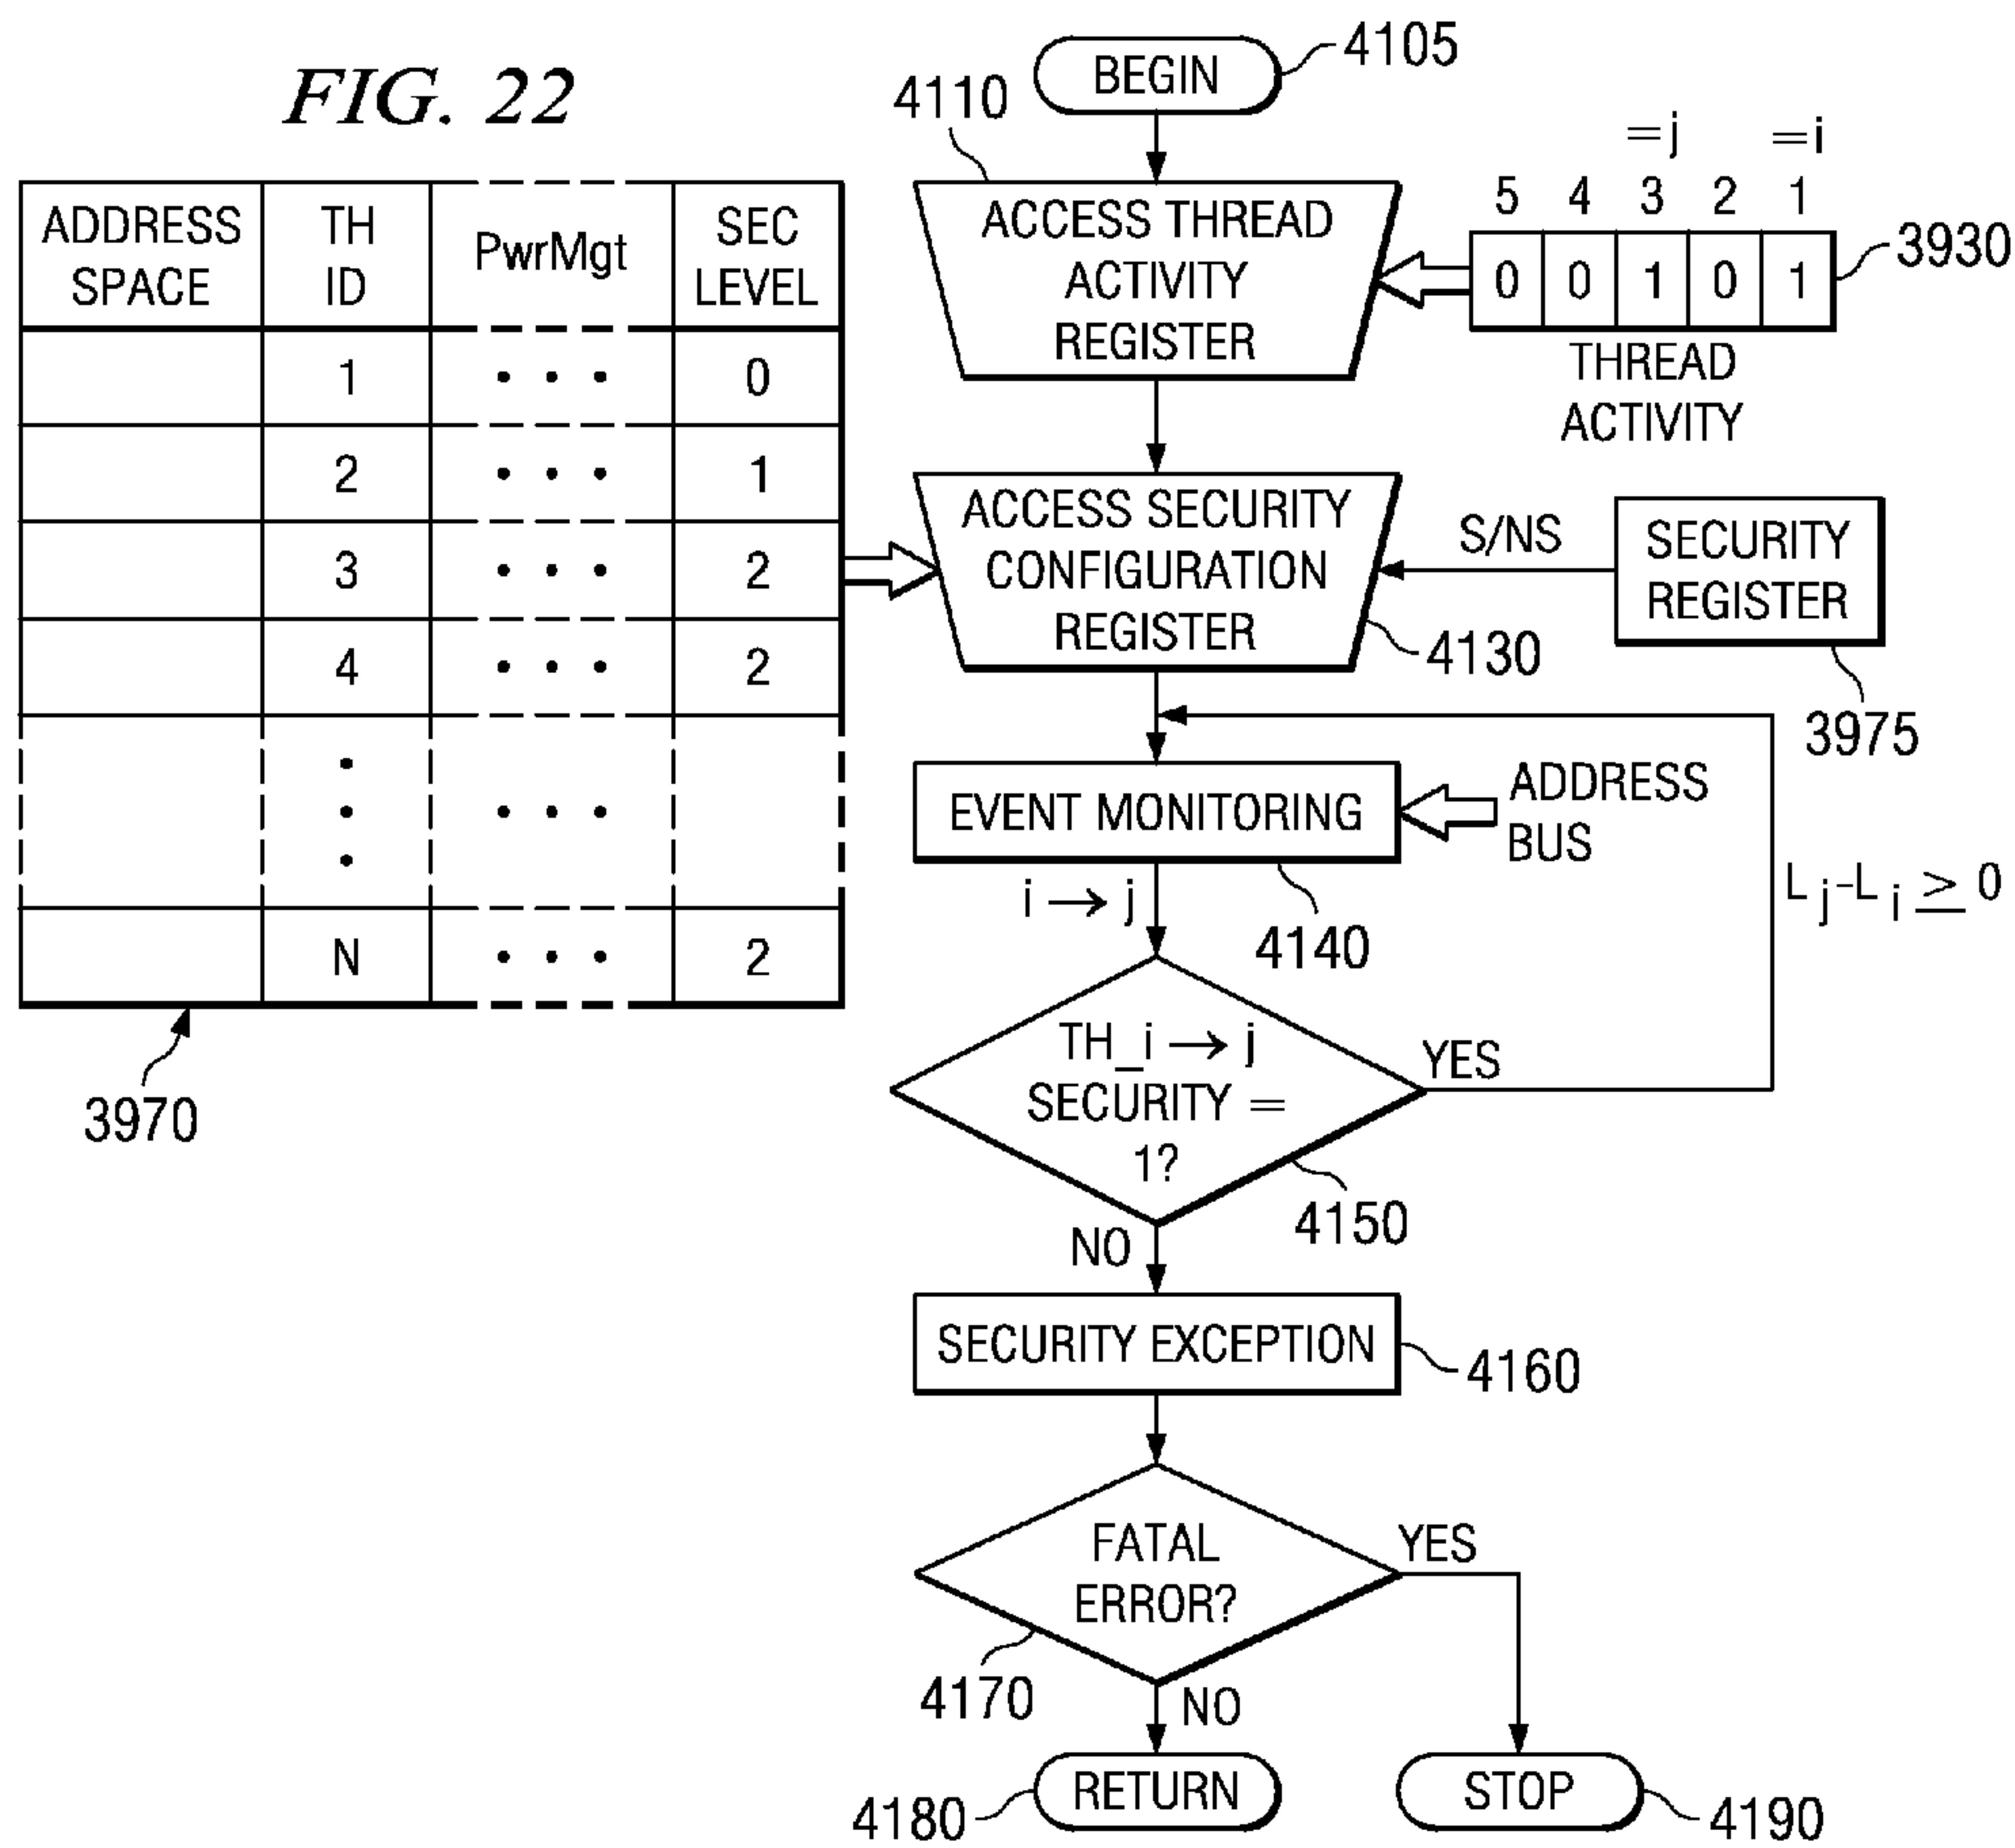 FIG. 22
ADDRESS
SPACE
TH
ID
PwrMgt
SEC
LEVEL
1 • • • 0
2 • • • 1
3 • • • 2
4 • • • 2
• • •
N • • • 2
3970
BEGIN
4105
4110
ACCESS THREAD
ACTIVITY
REGISTER
=j =i
5 4 3 2 1
0 0 1 0 1
3930
THREAD
ACTIVITY
ACCESS SECURITY
CONFIGURATION
REGISTER
4130
S/NS
SECURITY
REGISTER
3975
EVENT MONITORING
ADDRESS
BUS
4140
i → j
L j-L i ≥ 0
TH_i → j
SECURITY =
1?
YES
4150
NO
SECURITY EXCEPTION
4160
FATAL
ERROR?
YES
4170
NO
RETURN
4180
STOP
4190